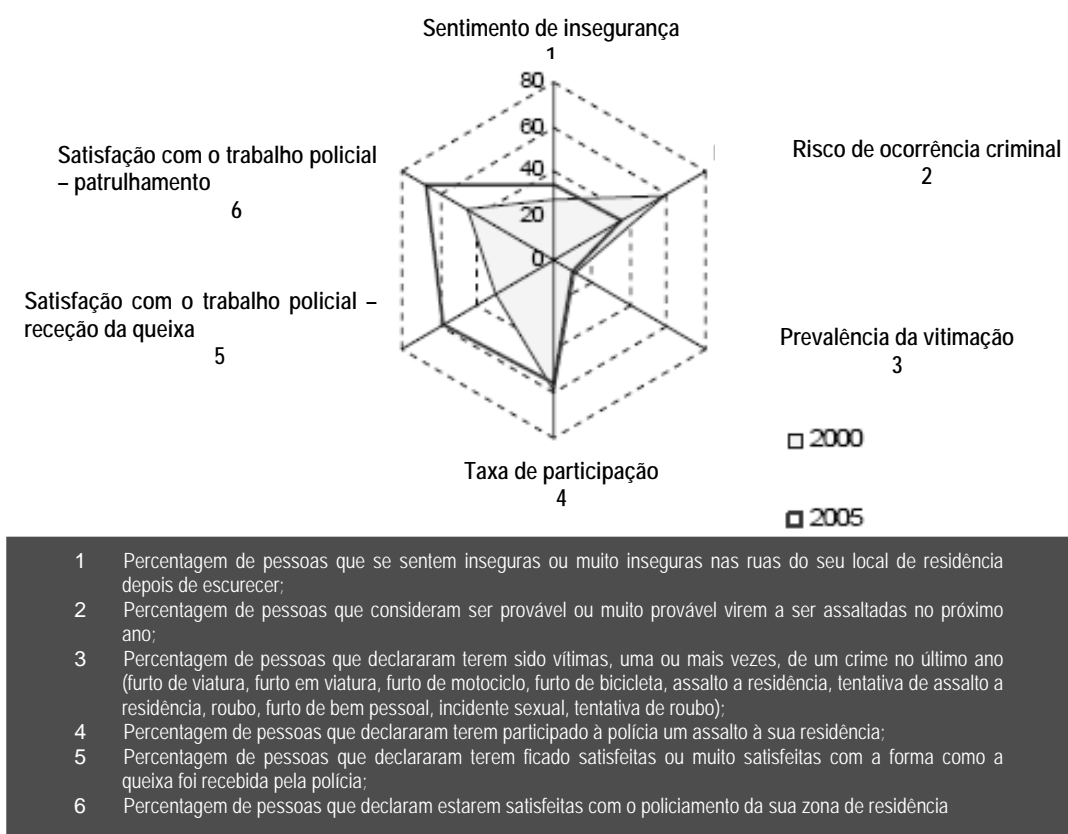 Sentimento de insegurança
1
80
60
40
20
0
Risco de ocorrência criminal
2
Satisfação com o trabalho policial
– patrulhamento
6
Satisfação com o trabalho policial –
receção da queixa
5
Prevalência da vitimação
3
Taxa de participação
4
2000
2005
1 Percentagem de pessoas que se sentem inseguras ou muito inseguras nas ruas do seu local de residência
depois de escurecer;
2 Percentagem de pessoas que consideram ser provável ou muito provável virem a ser assaltadas no próximo
ano;
3 Percentagem de pessoas que declararam terem sido vítimas, uma ou mais vezes, de um crime no último ano
(furto de viatura, furto em viatura, furto de motociclo, furto de bicicleta, assalto a residência, tentativa de assalto a
residência, roubo, furto de bem pessoal, incidente sexual, tentativa de roubo);
4 Percentagem de pessoas que declararam terem participado à polícia um assalto à sua residência;
5 Percentagem de pessoas que declararam terem ficado satisfeitas ou muito satisfeitas com a forma como a
queixa foi recebida pela polícia;
6 Percentagem de pessoas que declaram estarem satisfeitas com o policiamento da sua zona de residência